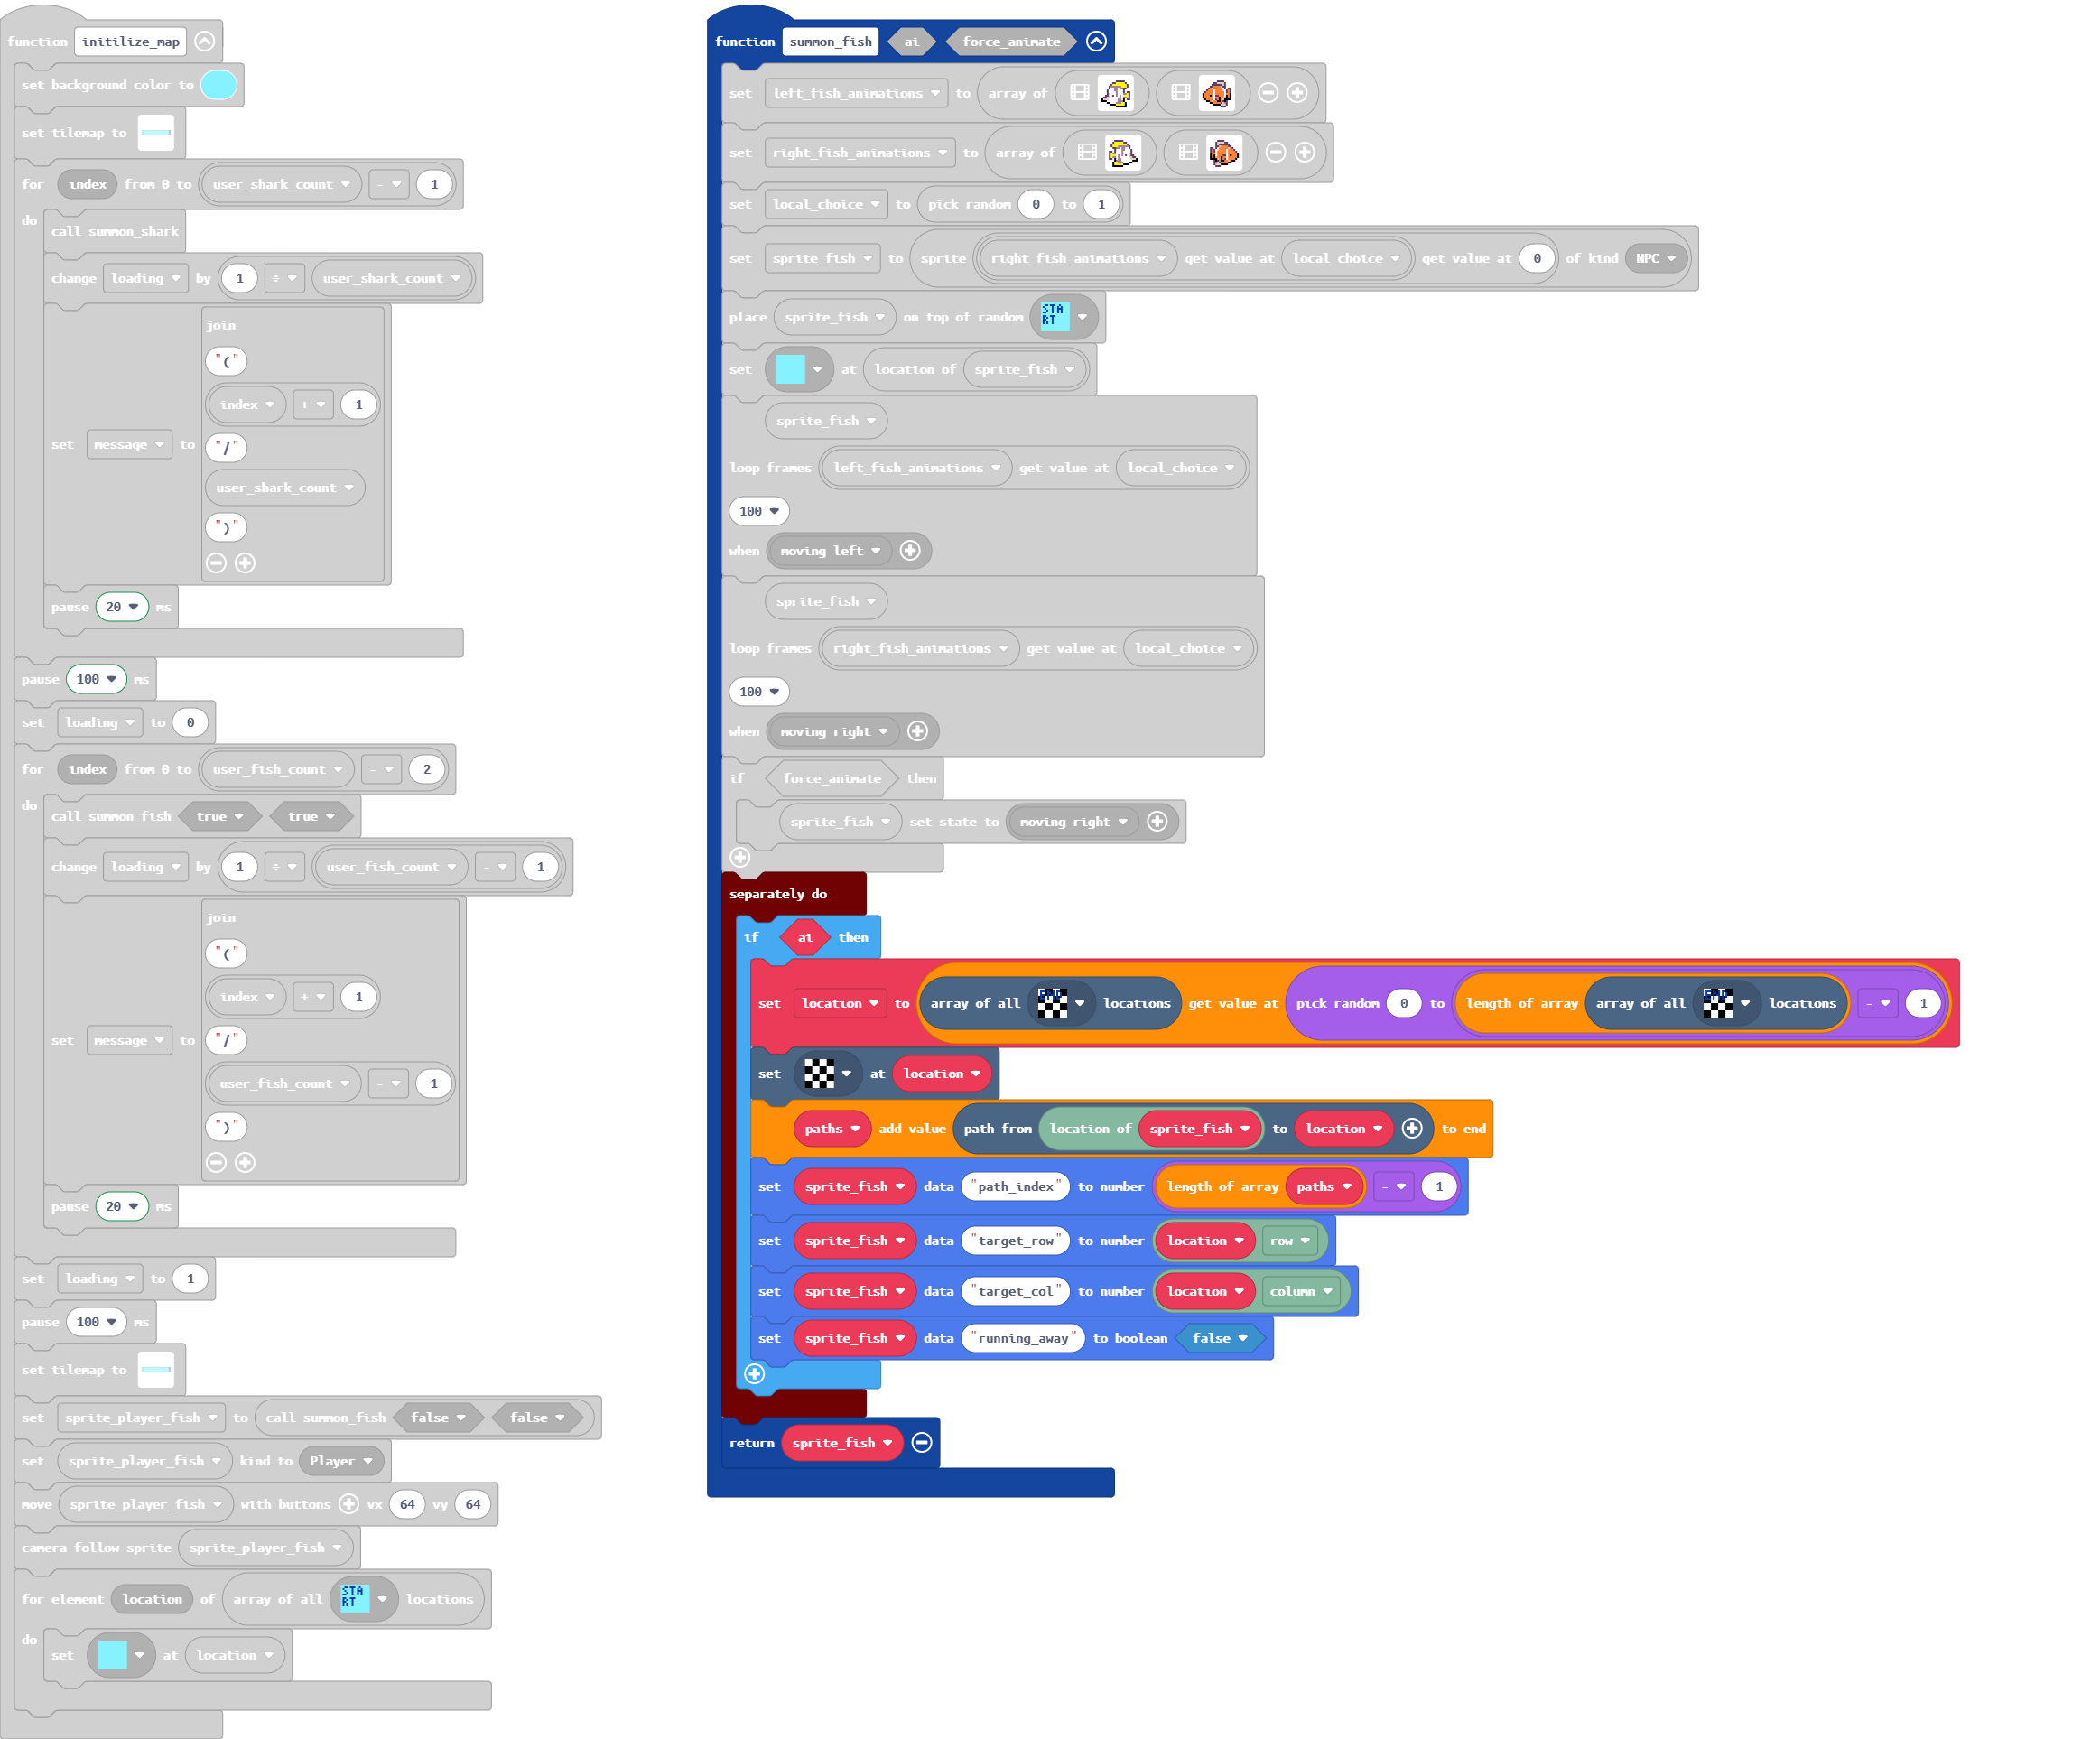 function initilize_map
set background color to
set tilemap to
for index from 0 to user_shark_count - 1
do
call summon_shark
change loading by 1 ÷ user_shark_count
set message to
join
"("
index + 1
"/"
user_shark_count
")"
pause 20 ms
pause 100 ms
set loading to 0
for index from 0 to user_fish_count - 2
do
call summon_fish true true
change loading by 1 ÷ user_fish_count - 1
set message to
join
"("
index + 1
"/"
user_fish_count - 1
")"
pause 20 ms
set loading to 1
pause 100 ms
set tilemap to
set sprite_player_fish to call summon_fish false false
set sprite_player_fish kind to Player
move sprite_player_fish with buttons vx 64 vy 64
camera follow sprite sprite_player_fish
for element location of array of all START locations
do
set at location
function summon_fish ai force_animate
set left_fish_animations to array of
set right_fish_animations to array of
set local_choice to pick random 0 to 1
set sprite_fish to sprite right_fish_animations get value at local_choice get value at 0 of kind NPC
place sprite_fish on top of random START
set at location of sprite_fish
sprite_fish
loop frames left_fish_animations get value at local_choice
100
when moving left
sprite_fish
loop frames right_fish_animations get value at local_choice
100
when moving right
if force_animate then
sprite_fish set state to moving right
separately do
if ai then
set location to array of all END locations get value at pick random 0 to length of array array of all END locations - 1
set at location
paths add value path from location of sprite_fish to location to end
set sprite_fish data "path_index" to number length of array paths - 1
set sprite_fish data "target_row" to number location row
set sprite_fish data "target_col" to number location column
set sprite_fish data "running_away" to boolean false
return sprite_fish